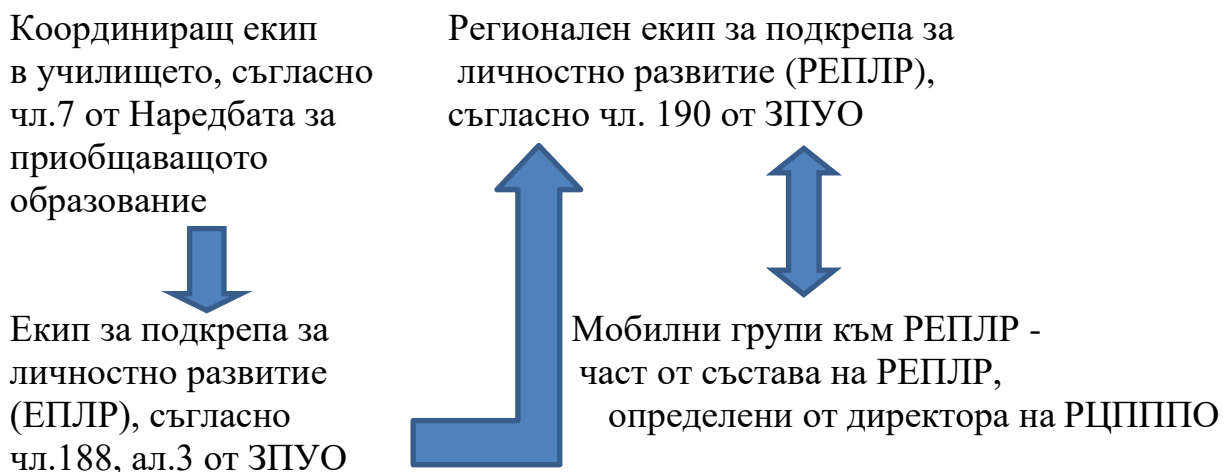 Координиращ екип
в училището, съгласно
чл.7 от Наредбата за
приобщаващото
образование
Регионален екип за подкрепа за
личностно развитие (РЕПЛР),
съгласно чл. 190 от ЗПУО
Екип за подкрепа за
личностно развитие
(ЕПЛР), съгласно
чл.188, ал.3 от ЗПУО
Мобилни групи към РЕПЛР -
част от състава на РЕПЛР,
определени от директора на РЦПППО